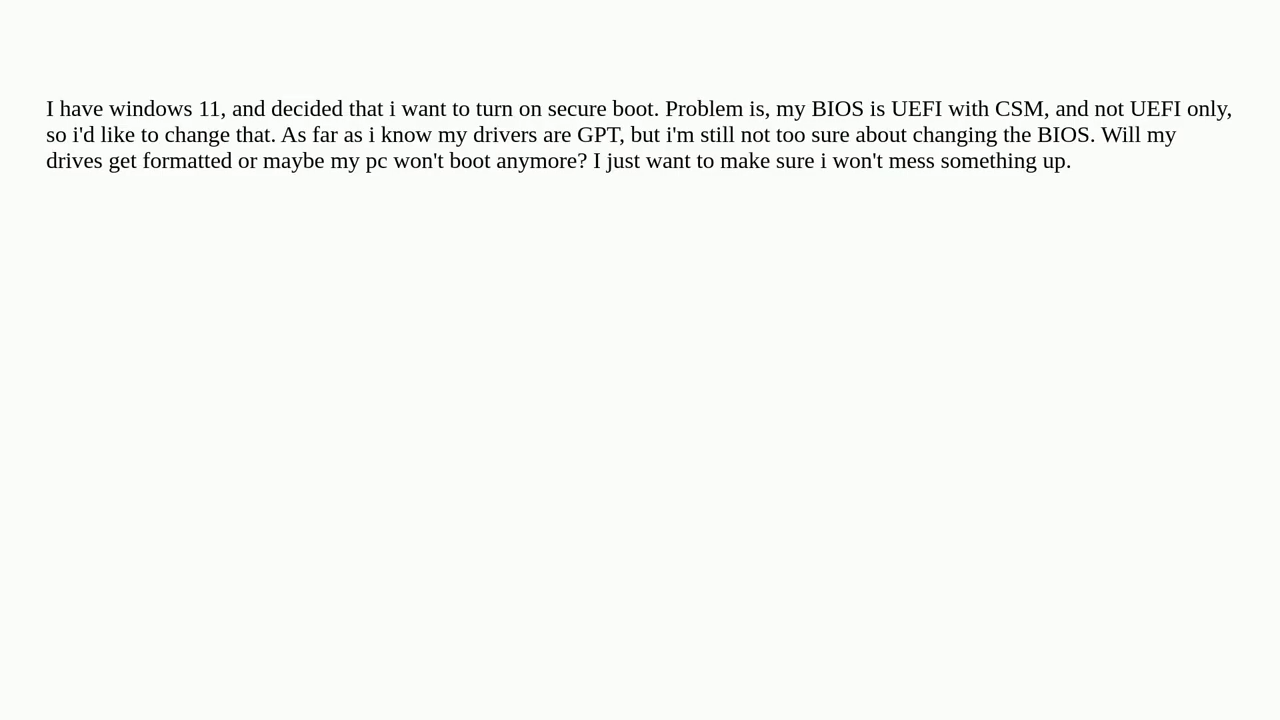 I have windows 11, and decided that i want to turn on secure boot. Problem is, my BIOS is UEFI with CSM, and not UEFI only,
so i'd like to change that. As far as i know my drivers are GPT, but i'm still not too sure about changing the BIOS. Will my
drives get formatted or maybe my pc won't boot anymore? I just want to make sure i won't mess something up.